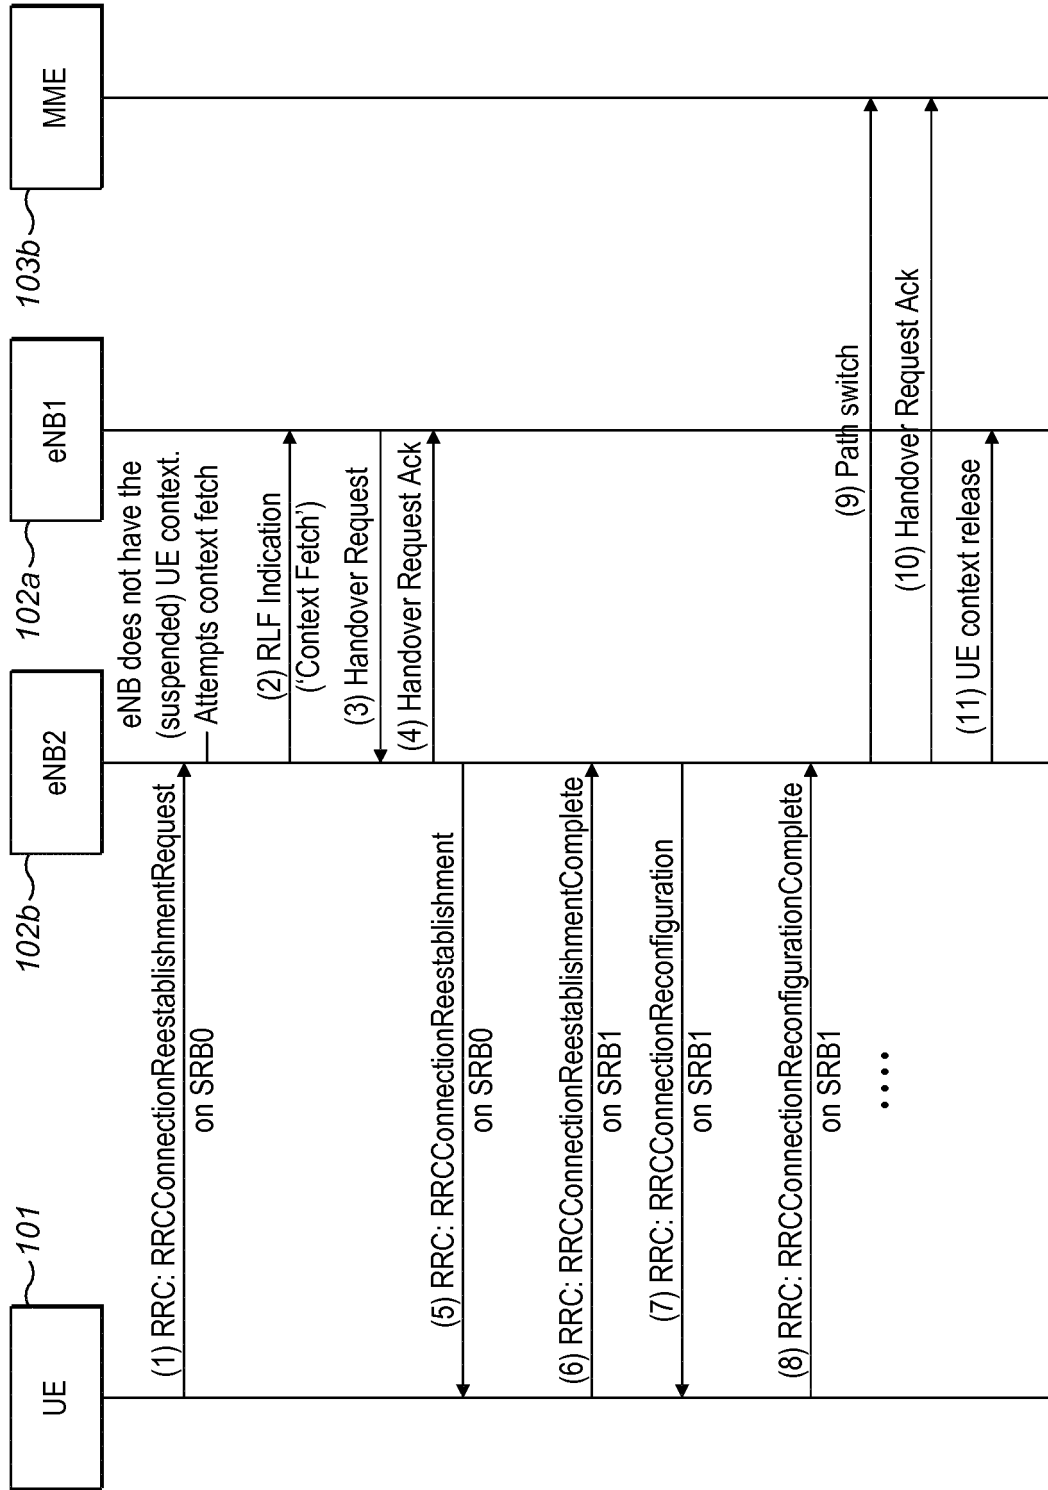 UE
101
eNB2
102b
eNB1
102a
MME
103b
(1) RRC: RRCConnectionReestablishmentRequest
on SRB0
eNB does not have the
(suspended) UE context.
Attempts context fetch
(2) RLF Indication
(‘Context Fetch’)
(3) Handover Request
(4) Handover Request Ack
(5) RRC: RRCConnectionReestablishment
on SRB0
(6) RRC: RRCConnectionReestablishmentComplete
on SRB1
(7) RRC: RRCConnectionReconfiguration
on SRB1
(8) RRC: RRCConnectionReconfigurationComplete
on SRB1
(9) Path switch
(10) Handover Request Ack
(11) UE context release
....